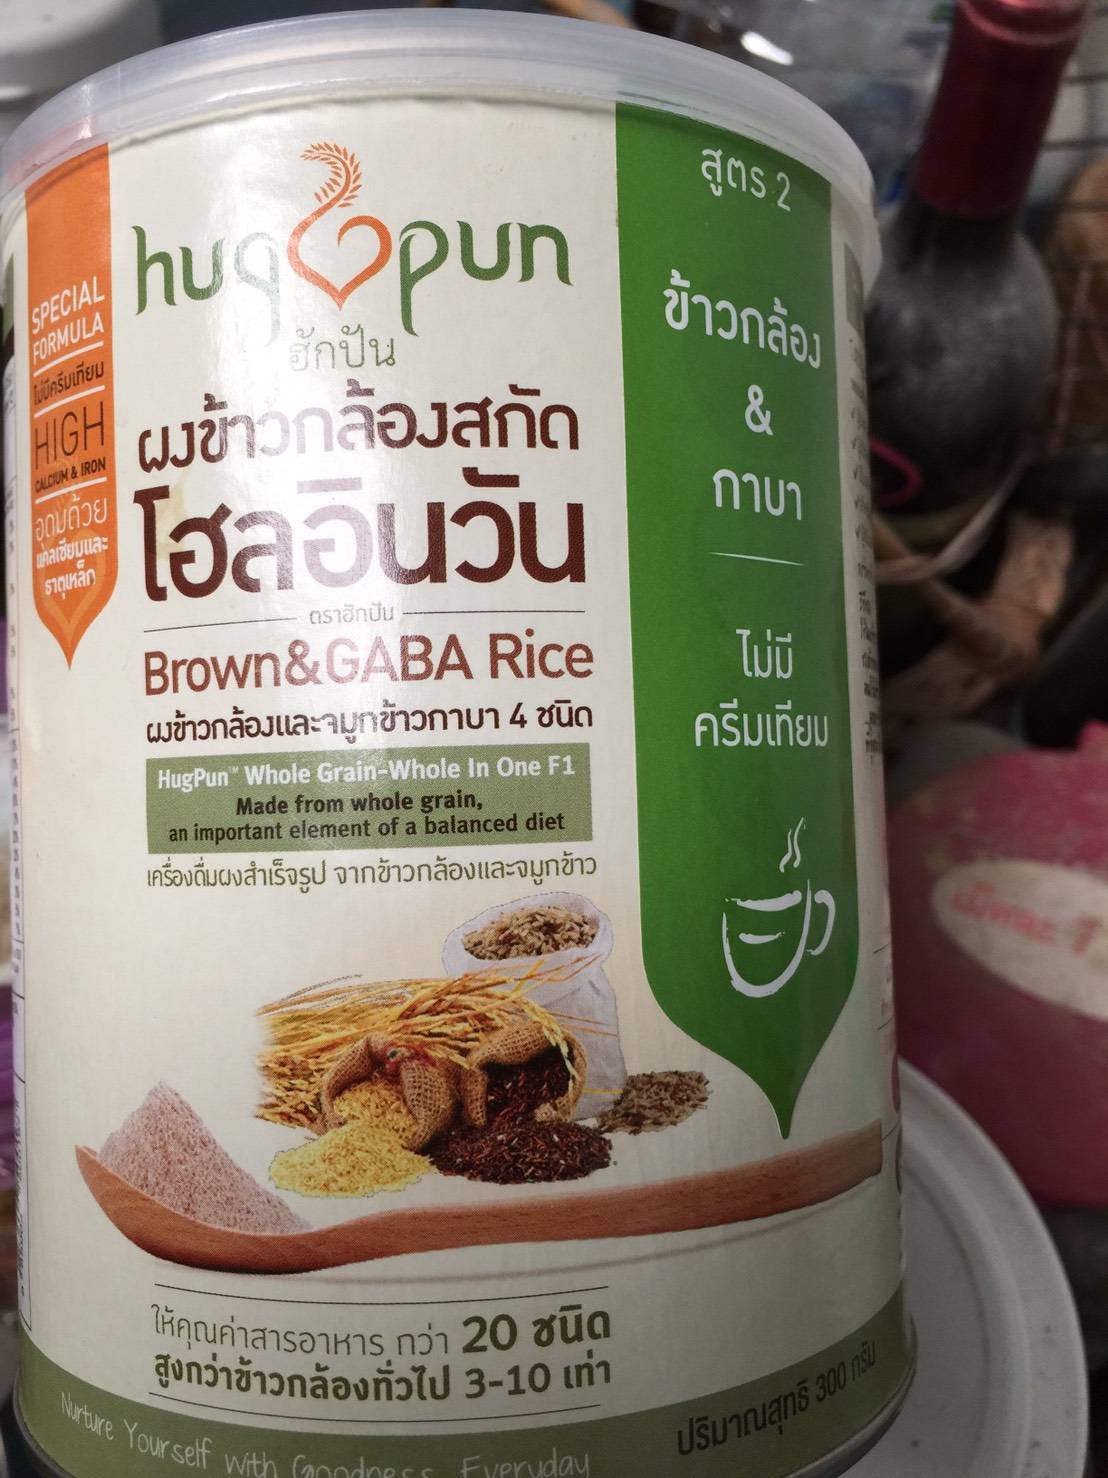 hugpun
ฮักปัน
ผงข้าวกล้องสกัด
โฮลอินวัน
ตราฮักปัน
Brown&GABA Rice
ผงข้าวกล้องและจมูกข้าวกาบา 4 ชนิด
HugPun™ Whole Grain-Whole In One F1
Made from whole grain,
an important element of a balanced diet
เครื่องดื่มผงสำเร็จรูป จากข้าวกล้องและจมูกข้าว
SPECIAL
FORMULA
ไม่มีครีมเทียม
HIGH
CALCIUM & IRON
อุดมด้วย
แคลเซียมและ
ธาตุเหล็ก
สูตร 2
ข้าวกล้อง
&
กาบา
ไม่มี
ครีมเทียม
ให้คุณค่าสารอาหาร กว่า 20 ชนิด
สูงกว่าข้าวกล้องทั่วไป 3-10 เท่า
Nurture Yourself with Goodness Everyday
ปริมาณสุทธิ 300 กรัม